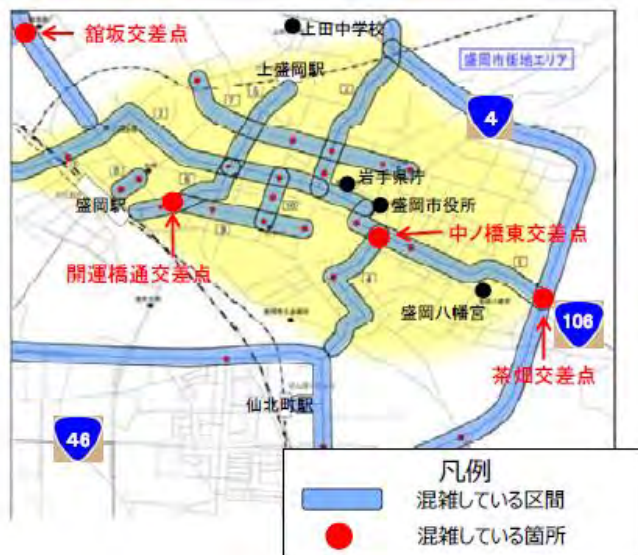 上田中学校
舘坂交差点
上盛岡駅
盛岡市街地エリア
4
岩手県庁
盛岡駅
盛岡市役所
中ノ橋東交差点
開運橋通交差点
盛岡八幡宮
106
茶畑交差点
仙北町駅
46
凡例
混雑している区間
混雑している箇所